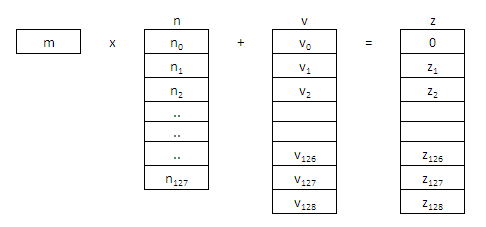 n v z
m x n₀ + v₀ = 0
n₁ v₁ z₁
n₂ v₂ z₂
..
..
.. v₁₂₆ z₁₂₆
n₁₂₇ v₁₂₇ z₁₂₇
v₁₂₈ z₁₂₈